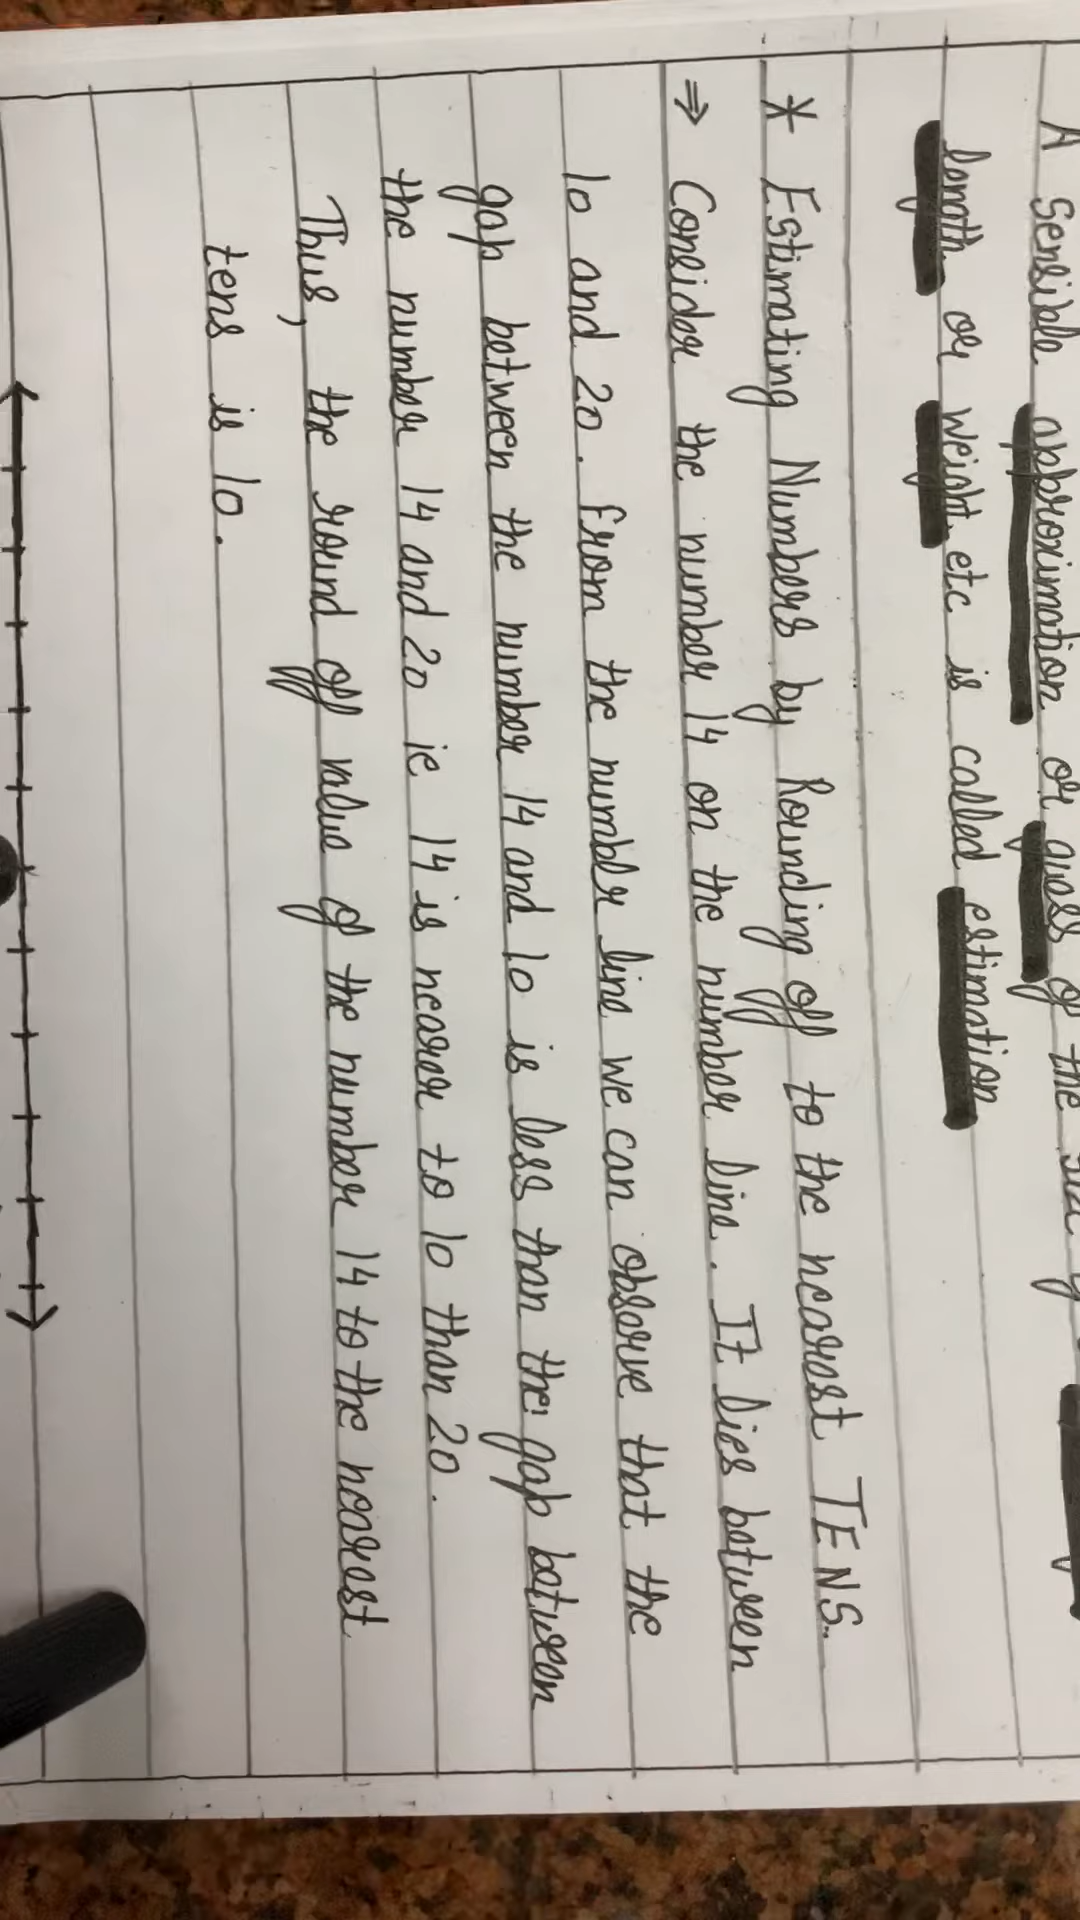 A Sensible approximation or guess of the
length or weight etc is called estimation
* Estimating Numbers by Rounding off to the nearest TENS.
⇒ Consider the number 14 on the number line. It lies between
10 and 20. From the number line we can observe that the
gap between the number 14 and 10 is less than the gap between
the number 14 and 20 ie 14 is nearer to 10 than 20.
Thus, the round off value of the number 14 to the nearest
tens is 10.